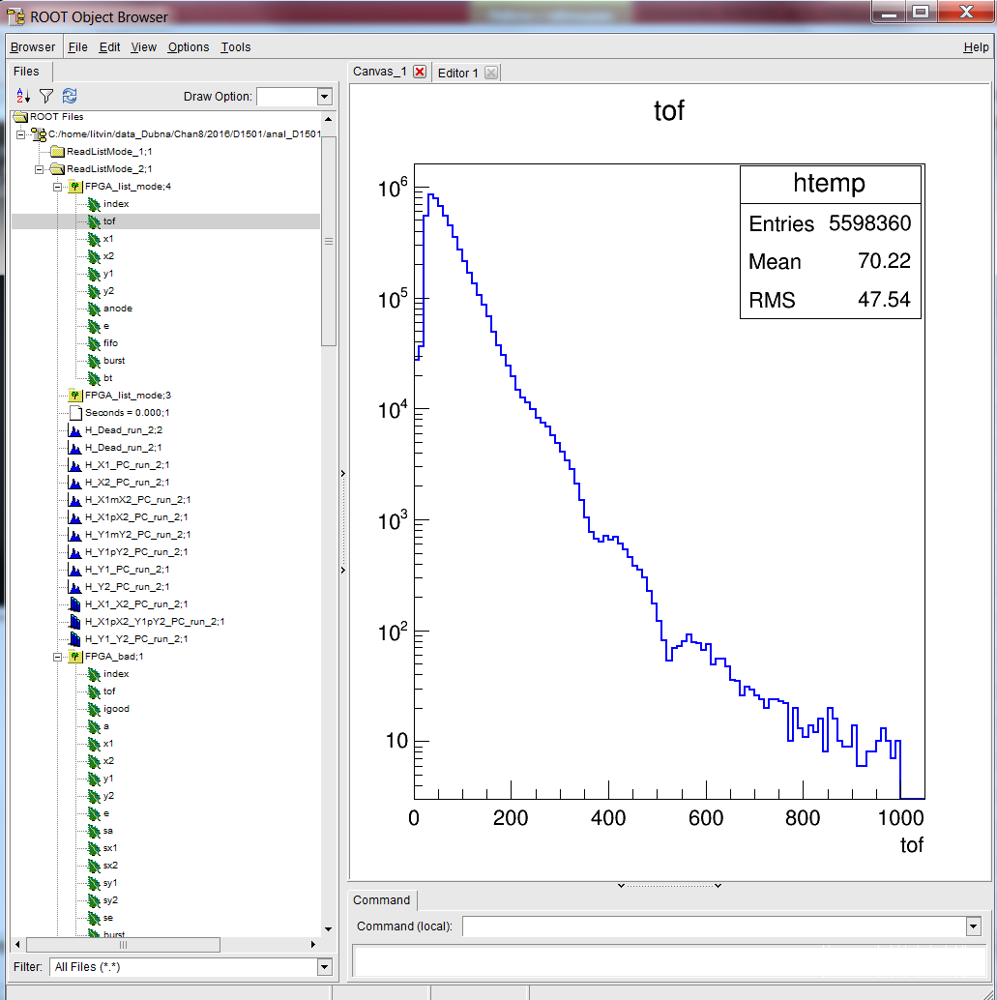 ROOT Object Browser
Browser File Edit View Options Tools Help
Files
Draw Option:
ROOT Files
C:/home/litvin/data_Dubna/Chan8/2016/D1501/anal_D1501
ReadListMode_1;1
ReadListMode_2;1
FPGA_list_mode;4
index
tof
x1
x2
y1
y2
anode
e
fifo
burst
bt
FPGA_list_mode;3
Seconds = 0.000;1
H_Dead_run_2;2
H_Dead_run_2;1
H_X1_PC_run_2;1
H_X2_PC_run_2;1
H_X1mX2_PC_run_2;1
H_X1pX2_PC_run_2;1
H_Y1mY2_PC_run_2;1
H_Y1pY2_PC_run_2;1
H_Y1_PC_run_2;1
H_Y2_PC_run_2;1
H_X1_X2_PC_run_2;1
H_X1pX2_Y1pY2_PC_run_2;1
H_Y1_Y2_PC_run_2;1
FPGA_bad;1
index
tof
igood
a
x1
x2
y1
y2
e
sa
sx1
sx2
sy1
sy2
se
burst
Filter: All Files (*.*)
Canvas_1 Editor 1
tof
htemp
Entries 5598360
Mean 70.22
RMS 47.54
10^6
10^5
10^4
10^3
10^2
10
0 200 400 600 800 1000
tof
Command
Command (local):